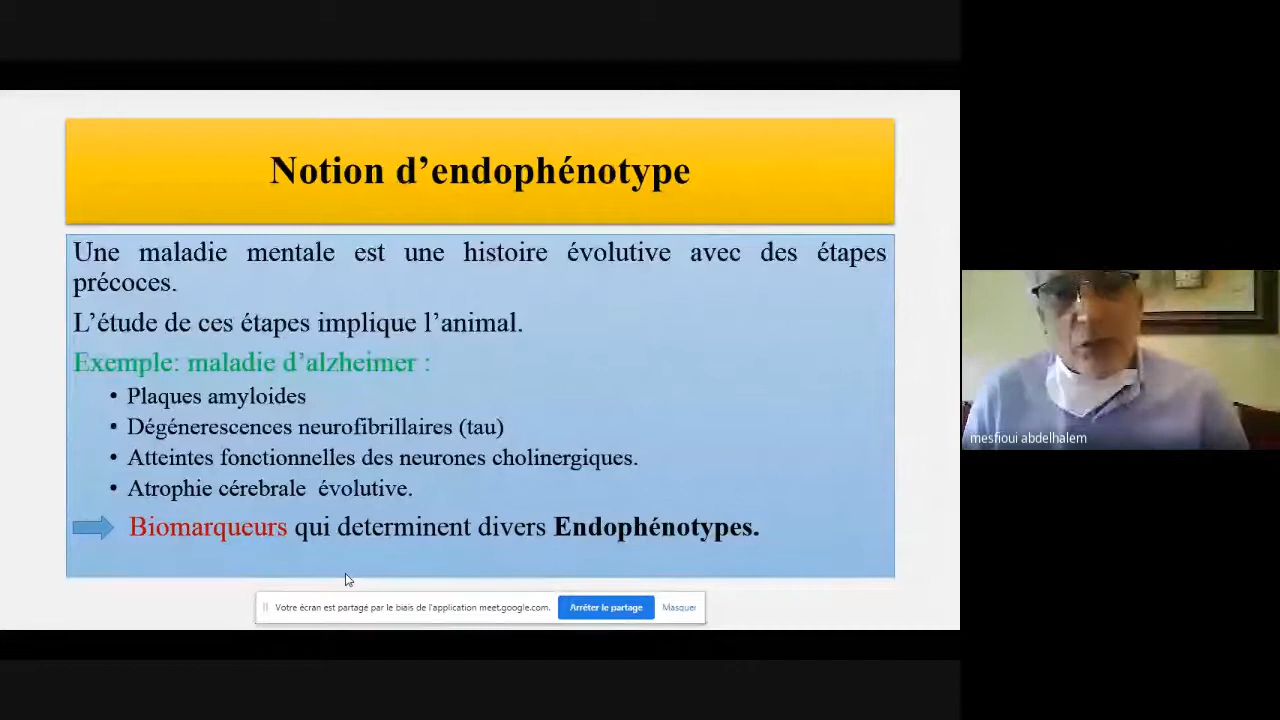 Notion d’endophénotype
Une maladie mentale est une histoire évolutive avec des étapes
précoces.
L’étude de ces étapes implique l’animal.
Exemple: maladie d’alzheimer :
• Plaques amyloides
• Dégénerescences neurofibrillaires (tau)
• Atteintes fonctionnelles des neurones cholinergiques.
• Atrophie cérébrale évolutive.
Biomarqueurs qui determinent divers Endophénotypes.
Votre écran est partagé par le biais de l'application meet.google.com.
Arrêter le partage
Masquer
mesfioui abdelhalem